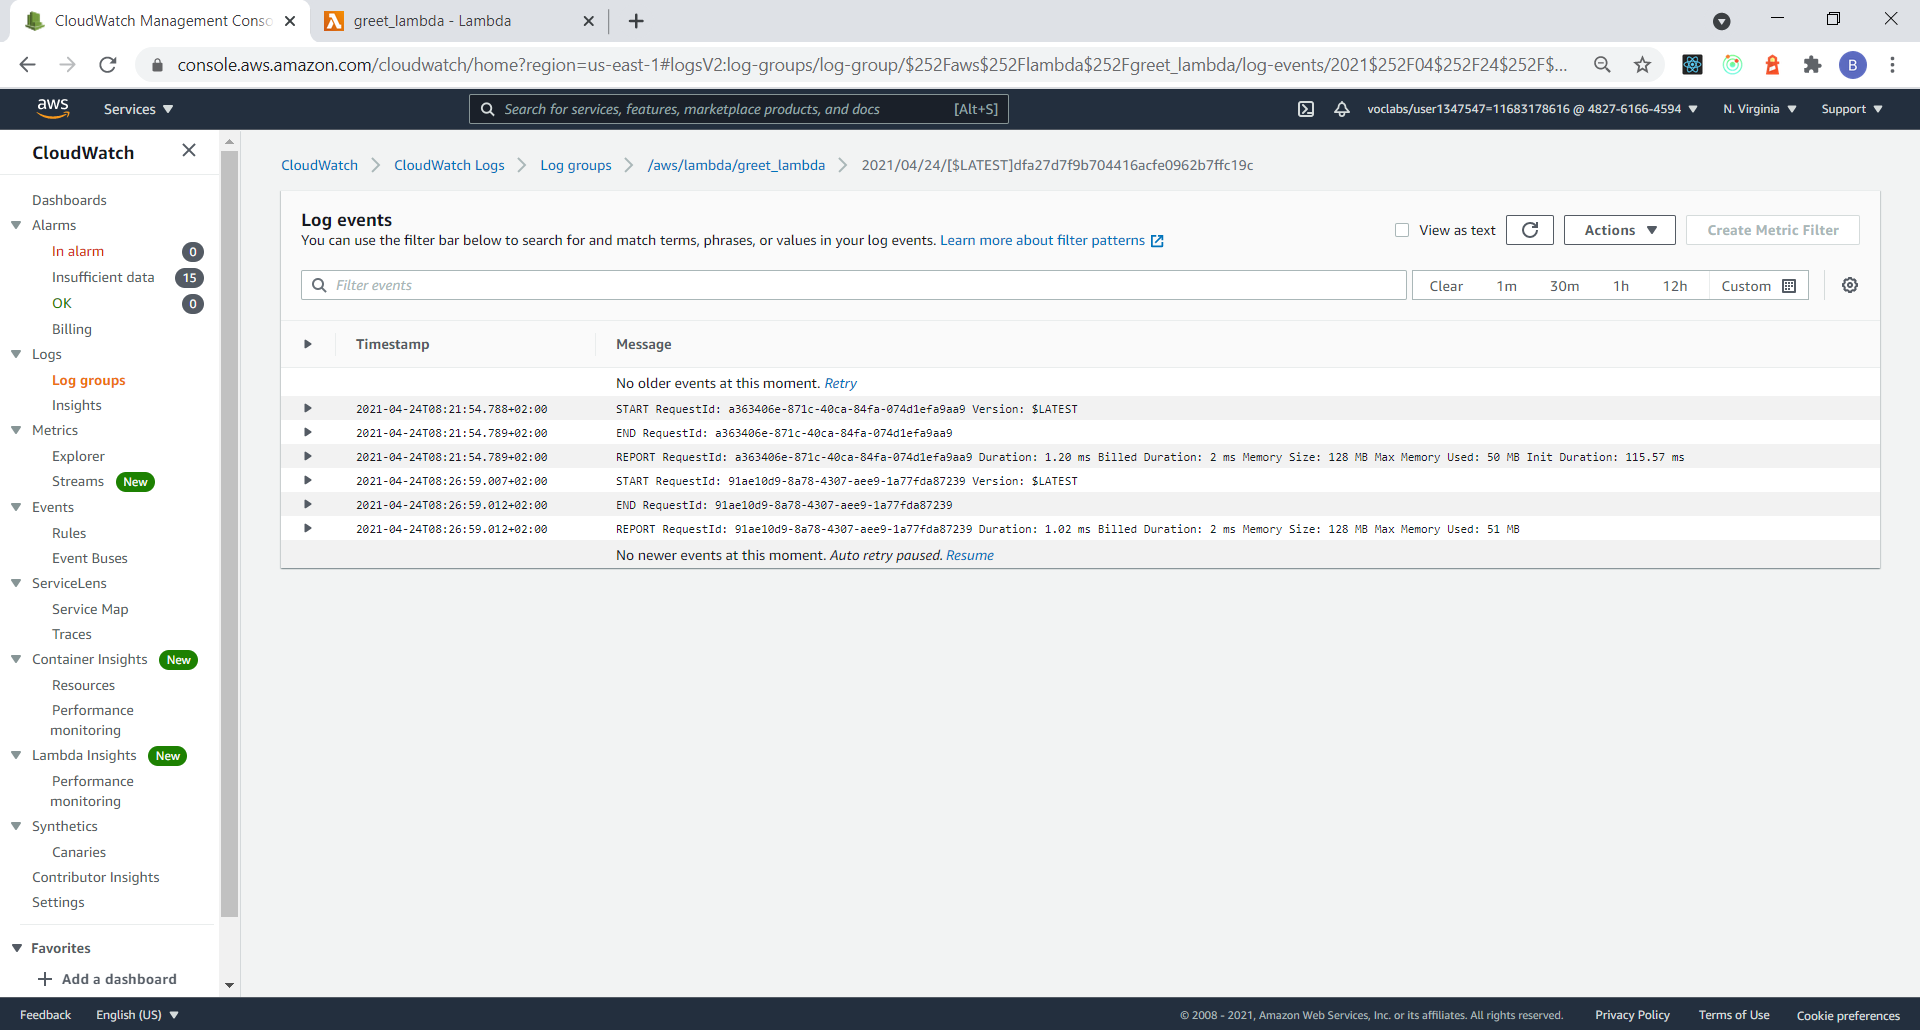 CloudWatch Management Conso
greet_lambda - Lambda
console.aws.amazon.com/cloudwatch/home?region=us-east-1#logsV2:log-groups/log-group/$252Faws$252Flambda$252Fgreet_lambda/log-events/2021$252F04$252F24$252F$...
B
aws
Services
Search for services, features, marketplace products, and docs [Alt+S]
voclabs/user1347547=11683178616 @ 4827-6166-4594
N. Virginia
Support
CloudWatch
Dashboards
Alarms
In alarm 0
Insufficient data 15
OK 0
Billing
Logs
Log groups
Insights
Metrics
Explorer
Streams New
Events
Rules
Event Buses
ServiceLens
Service Map
Traces
Container Insights New
Resources
Performance
monitoring
Lambda Insights New
Performance
monitoring
Synthetics
Canaries
Contributor Insights
Settings
Favorites
Add a dashboard
CloudWatch
CloudWatch Logs
Log groups
/aws/lambda/greet_lambda
2021/04/24/[$LATEST]dfa27d7f9b704416acfe0962b7ffc19c
Log events
You can use the filter bar below to search for and match terms, phrases, or values in your log events. Learn more about filter patterns
View as text
Actions
Create Metric Filter
Filter events
Clear 1m 30m 1h 12h Custom
Timestamp Message
No older events at this moment. Retry
2021-04-24T08:21:54.788+02:00 START RequestId: a363406e-871c-40ca-84fa-074d1efa9aa9 Version: $LATEST
2021-04-24T08:21:54.789+02:00 END RequestId: a363406e-871c-40ca-84fa-074d1efa9aa9
2021-04-24T08:21:54.789+02:00 REPORT RequestId: a363406e-871c-40ca-84fa-074d1efa9aa9 Duration: 1.20 ms Billed Duration: 2 ms Memory Size: 128 MB Max Memory Used: 50 MB Init Duration: 115.57 ms
2021-04-24T08:26:59.007+02:00 START RequestId: 91ae10d9-8a78-4307-aee9-1a77fda87239 Version: $LATEST
2021-04-24T08:26:59.012+02:00 END RequestId: 91ae10d9-8a78-4307-aee9-1a77fda87239
2021-04-24T08:26:59.012+02:00 REPORT RequestId: 91ae10d9-8a78-4307-aee9-1a77fda87239 Duration: 1.02 ms Billed Duration: 2 ms Memory Size: 128 MB Max Memory Used: 51 MB
No newer events at this moment. Auto retry paused. Resume
Feedback
English (US)
© 2008 - 2021, Amazon Web Services, Inc. or its affiliates. All rights reserved.
Privacy Policy
Terms of Use
Cookie preferences